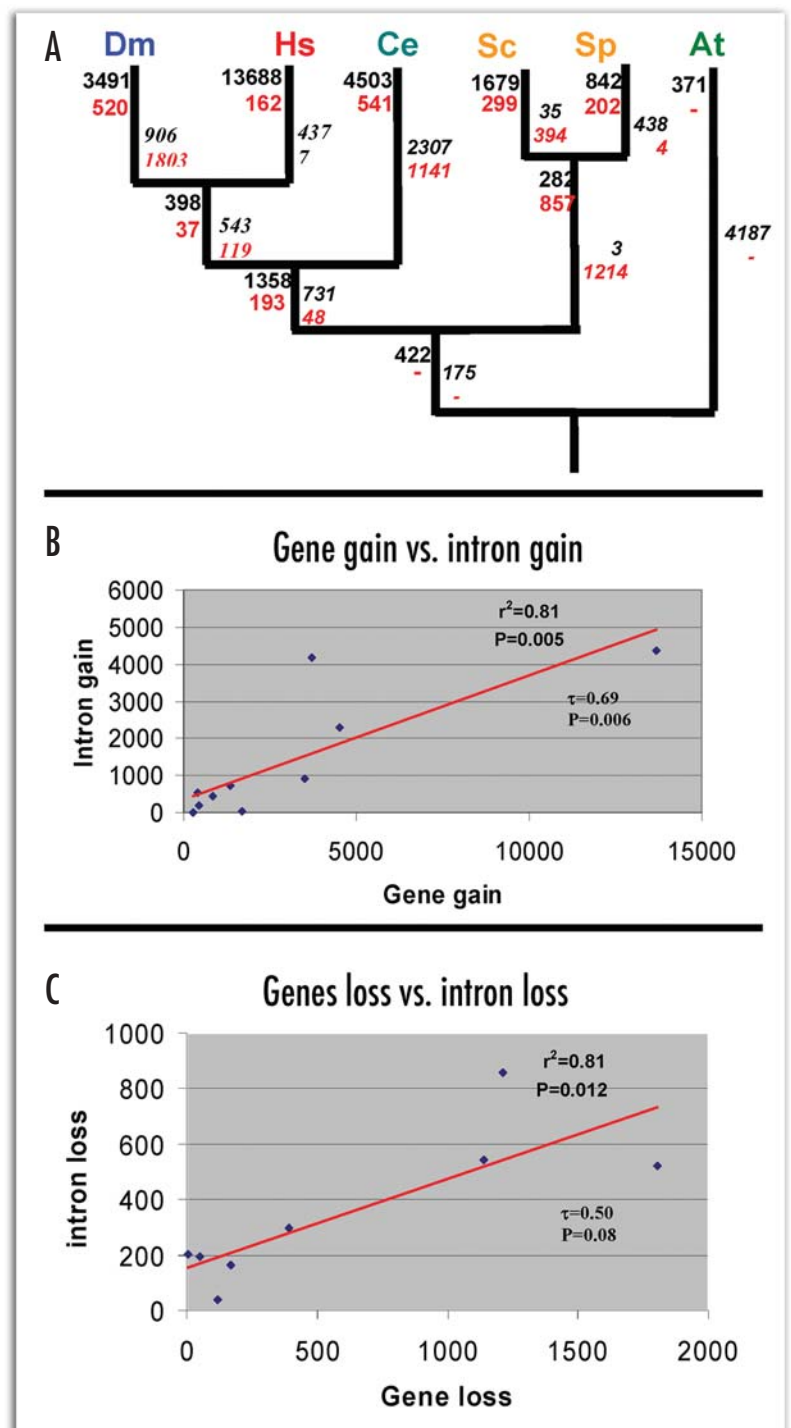 A
Dm Hs Ce Sc Sp At
3491 13688 4503 1679 842 371
520 162 541 299 202 -
35
394
438
4
906
1803
437
7
2307
1141
398
37
282
857
543
119
4187
-
3
1214
1358
193
731
48
422
-
175
-
B
Gene gain vs. intron gain
6000
5000
4000
3000
2000
1000
0
Intron gain
r²=0.81
P=0.005
τ=0.69
P=0.006
0 5000 10000 15000
Gene gain
C
Genes loss vs. intron loss
1000
800
600
400
200
0
intron loss
r²=0.81
P=0.012
τ=0.50
P=0.08
0 500 1000 1500 2000
Gene loss